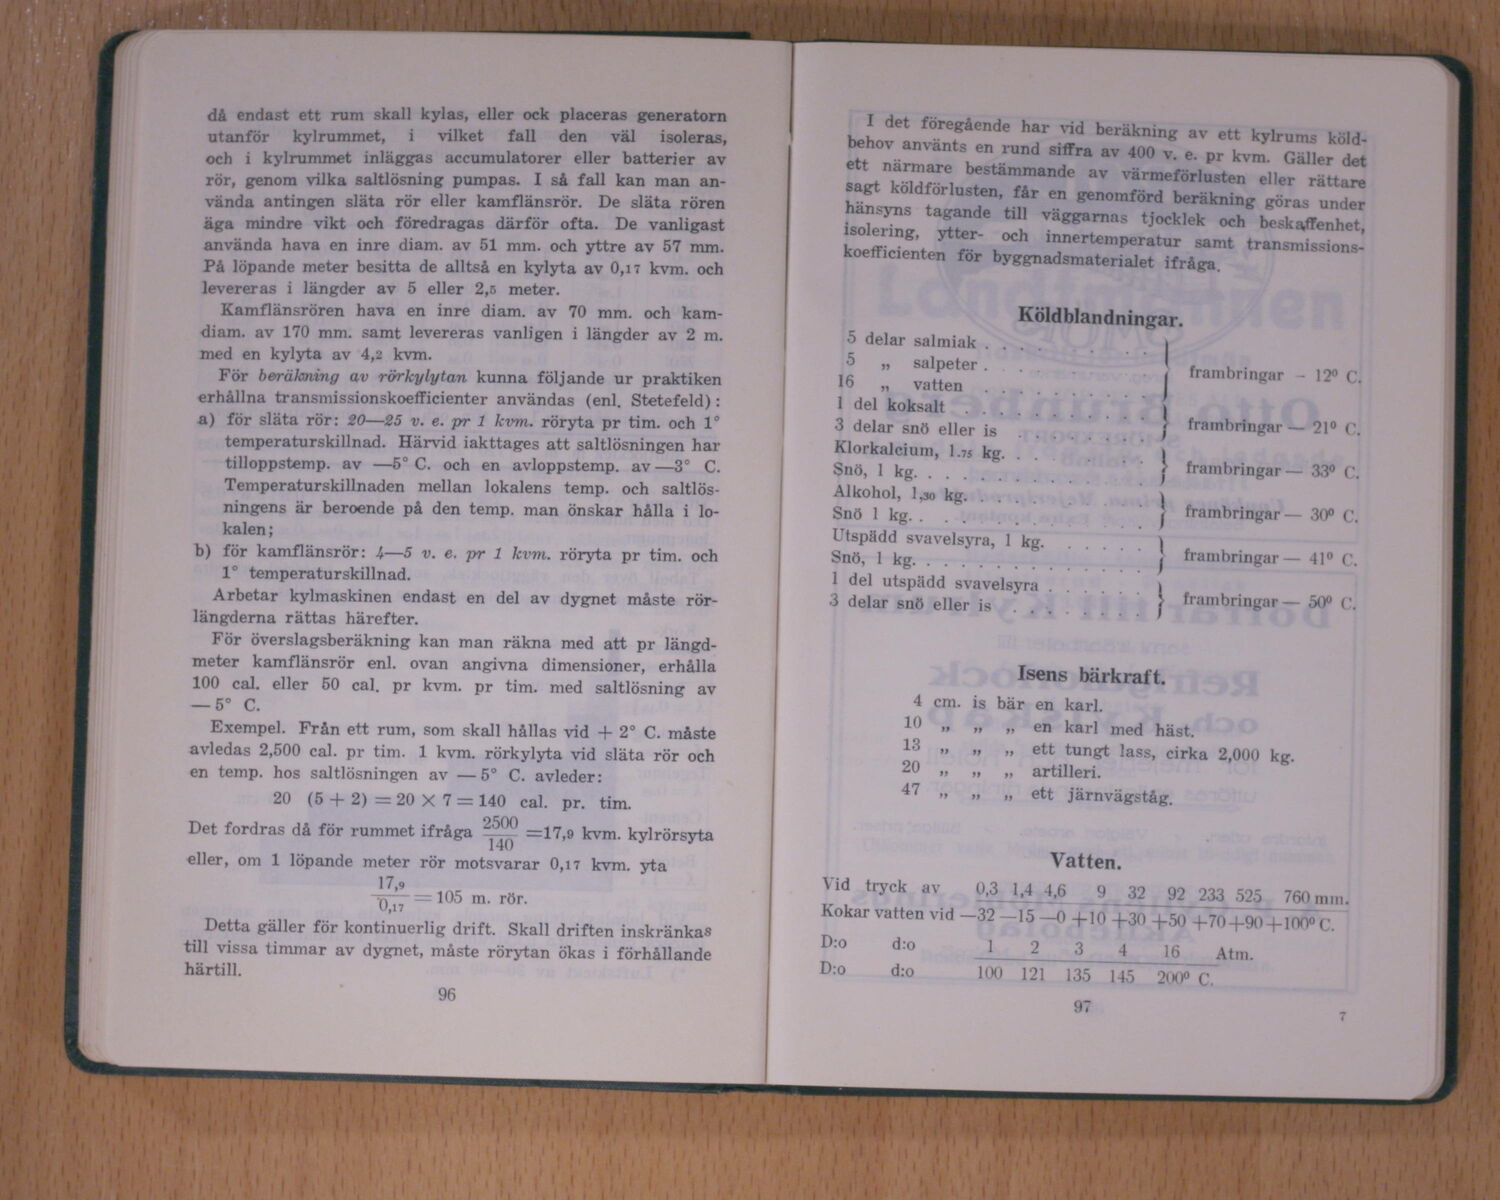 då endast ett rum skall kylas, eller ock placeras generatorn
utanför kylrummet, i vilket fall den väl isoleras,
och i kylrummet inläggas accumulatorer eller batterier av
rör, genom vilka saltlösning pumpas. I så fall kan man an-
vända antingen släta rör eller kamflänsrör. De släta rören
äga mindre vikt och föredragas därför ofta. De vanligast
använda hava en inre diam. av 51 mm. och yttre av 57 mm.
På löpande meter besitta de alltså en kylyta av 0,17 kvm. och
levereras i längder av 5 eller 2,5 meter.
Kamflänsrören hava en inre diam. av 70 mm. och kam-
diam. av 170 mm. samt levereras vanligen i längder av 2 m.
med en kylyta av 4,2 kvm.
För beräkning av rörkylytan kunna följande ur praktiken
erhållna transmissionskoefficienter användas (enl. Stetefeld):
a) för släta rör: 20—25 v. e. pr 1 kvm. röryta pr tim. och 1°
temperaturskillnad. Härvid iakttages att saltlösningen har
tilloppstemp. av —5° C. och en avloppstemp. av —3° C.
Temperaturskillnaden mellan lokalens temp. och saltlös-
ningens är beroende på den temp. man önskar hålla i lo-
kalen;
b) för kamflänsrör: 4—5 v. e. pr 1 kvm. röryta pr tim. och
1° temperaturskillnad.
Arbetar kylmaskinen endast en del av dygnet måste rör-
längderna rättas härefter.
För överslagsberäkning kan man räkna med att pr längd-
meter kamflänsrör enl. ovan angivna dimensioner, erhålla
100 cal. eller 50 cal. pr kvm. pr tim. med saltlösning av
— 5° C.
Exempel. Från ett rum, som skall hållas vid + 2° C. måste
avledas 2,500 cal. pr tim. 1 kvm. rörkylyta vid släta rör och
en temp. hos saltlösningen av — 5° C. avleder:
20 (5 + 2) = 20 × 7 = 140 cal. pr. tim.
Det fordras då för rummet ifråga 2500/140 =17,9 kvm. kylrörsyta
eller, om 1 löpande meter rör motsvarar 0,17 kvm. yta
17,9/0,17 = 105 m. rör.
Detta gäller för kontinuerlig drift. Skall driften inskränkas
till vissa timmar av dygnet, måste rörytan ökas i förhållande
härtill.
96
I det föregående har vid beräkning av ett kylrums köld-
behov använts en rund siffra av 400 v. e. pr kvm. Gäller det
ett närmare bestämmande av värmeförlusten eller rättare
sagt köldförlusten, får en genomförd beräkning göras under
hänsyns tagande till väggarnas tjocklek och beskaffenhet,
isolering, ytter- och innertemperatur samt transmissions-
koefficienten för byggnadsmaterialet ifråga.
Köldblandningar.
5 delar salmiak . . . . . . . . . .
5 „ salpeter . . . . . . . . . .
16 „ vatten . . . . . . . . . . } frambringar - 12° C.
1 del koksalt . . . . . . . . . .
3 delar snö eller is . . . . . . . . . } frambringar — 21° C.
Klorkalcium, 1.75 kg. . . . . . . . .
Snö, 1 kg. . . . . . . . . . . . . } frambringar — 33° C.
Alkohol, 1,30 kg. . . . . . . . . .
Snö 1 kg. . . . . . . . . . . . . } frambringar — 30° C.
Utspädd svavelsyra, 1 kg. . . . . . .
Snö, 1 kg. . . . . . . . . . . . . } frambringar — 41° C.
1 del utspädd svavelsyra . . . . . .
3 delar snö eller is . . . . . . . . . } frambringar — 50° C.
Isens bärkraft.
4 cm. is bär en karl.
10 „ „ „ en karl med häst.
13 „ „ „ ett tungt lass, cirka 2,000 kg.
20 „ „ „ artilleri.
47 „ „ „ ett järnvägståg.
Vatten.
Vid tryck av 0,3 1,4 4,6 9 32 92 233 525 760 mm.
Kokar vatten vid —32 —15 —0 +10 +30 +50 +70 +90 +100° C.
D:o d:o 1 2 3 4 16 Atm.
D:o d:o 100 121 135 145 200° C.
97
7